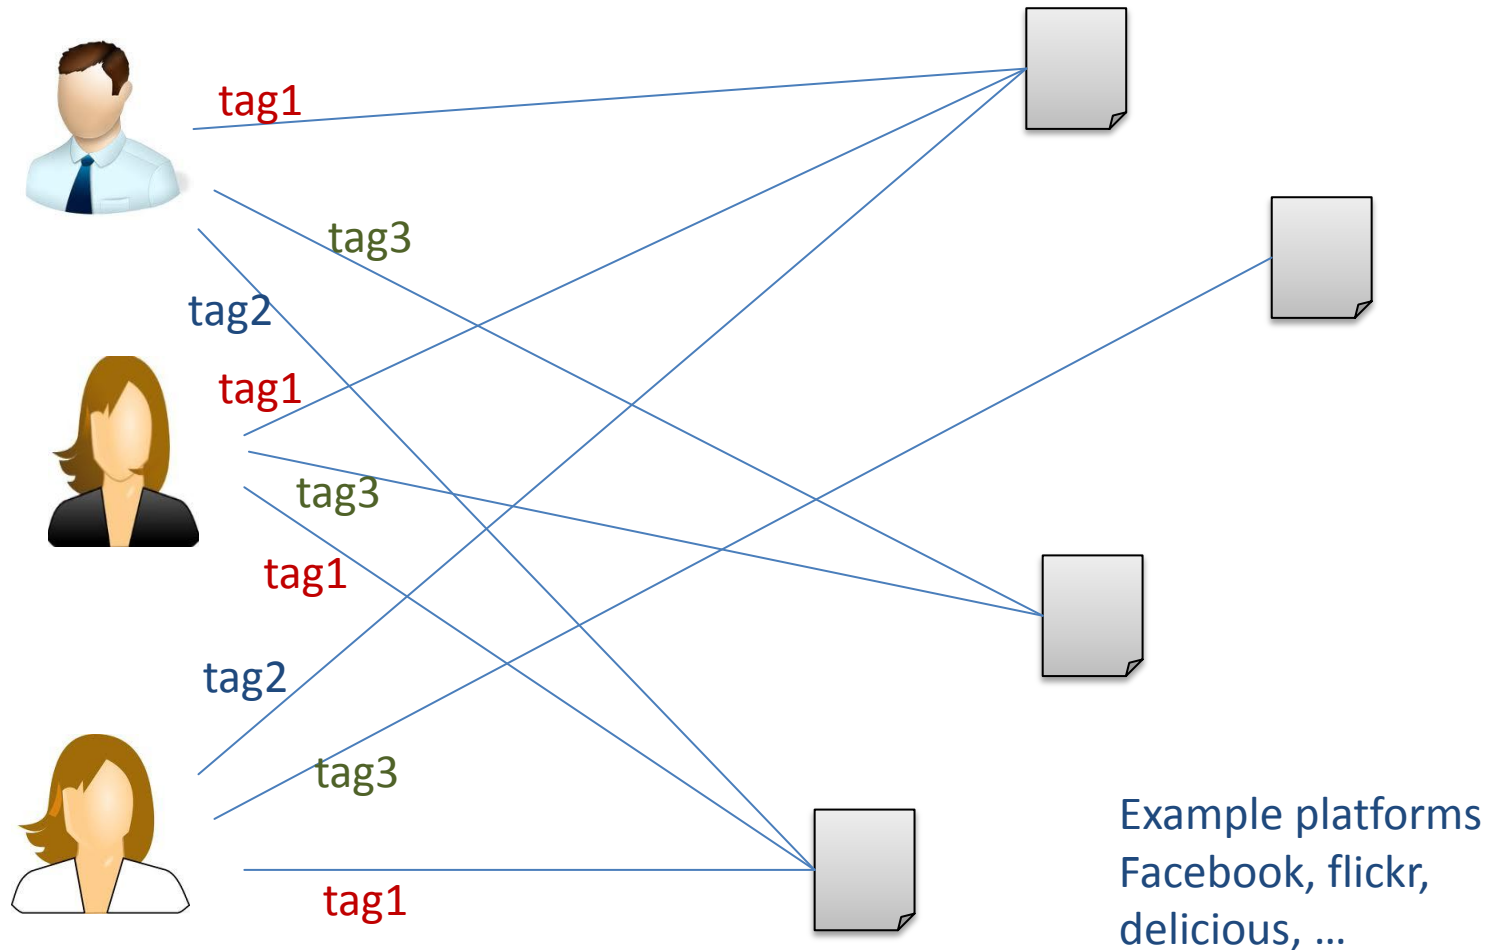 tag1
tag3
tag2
tag1
tag3
tag1
tag2
tag3
tag1
Example platforms
Facebook, flickr,
delicious, ...